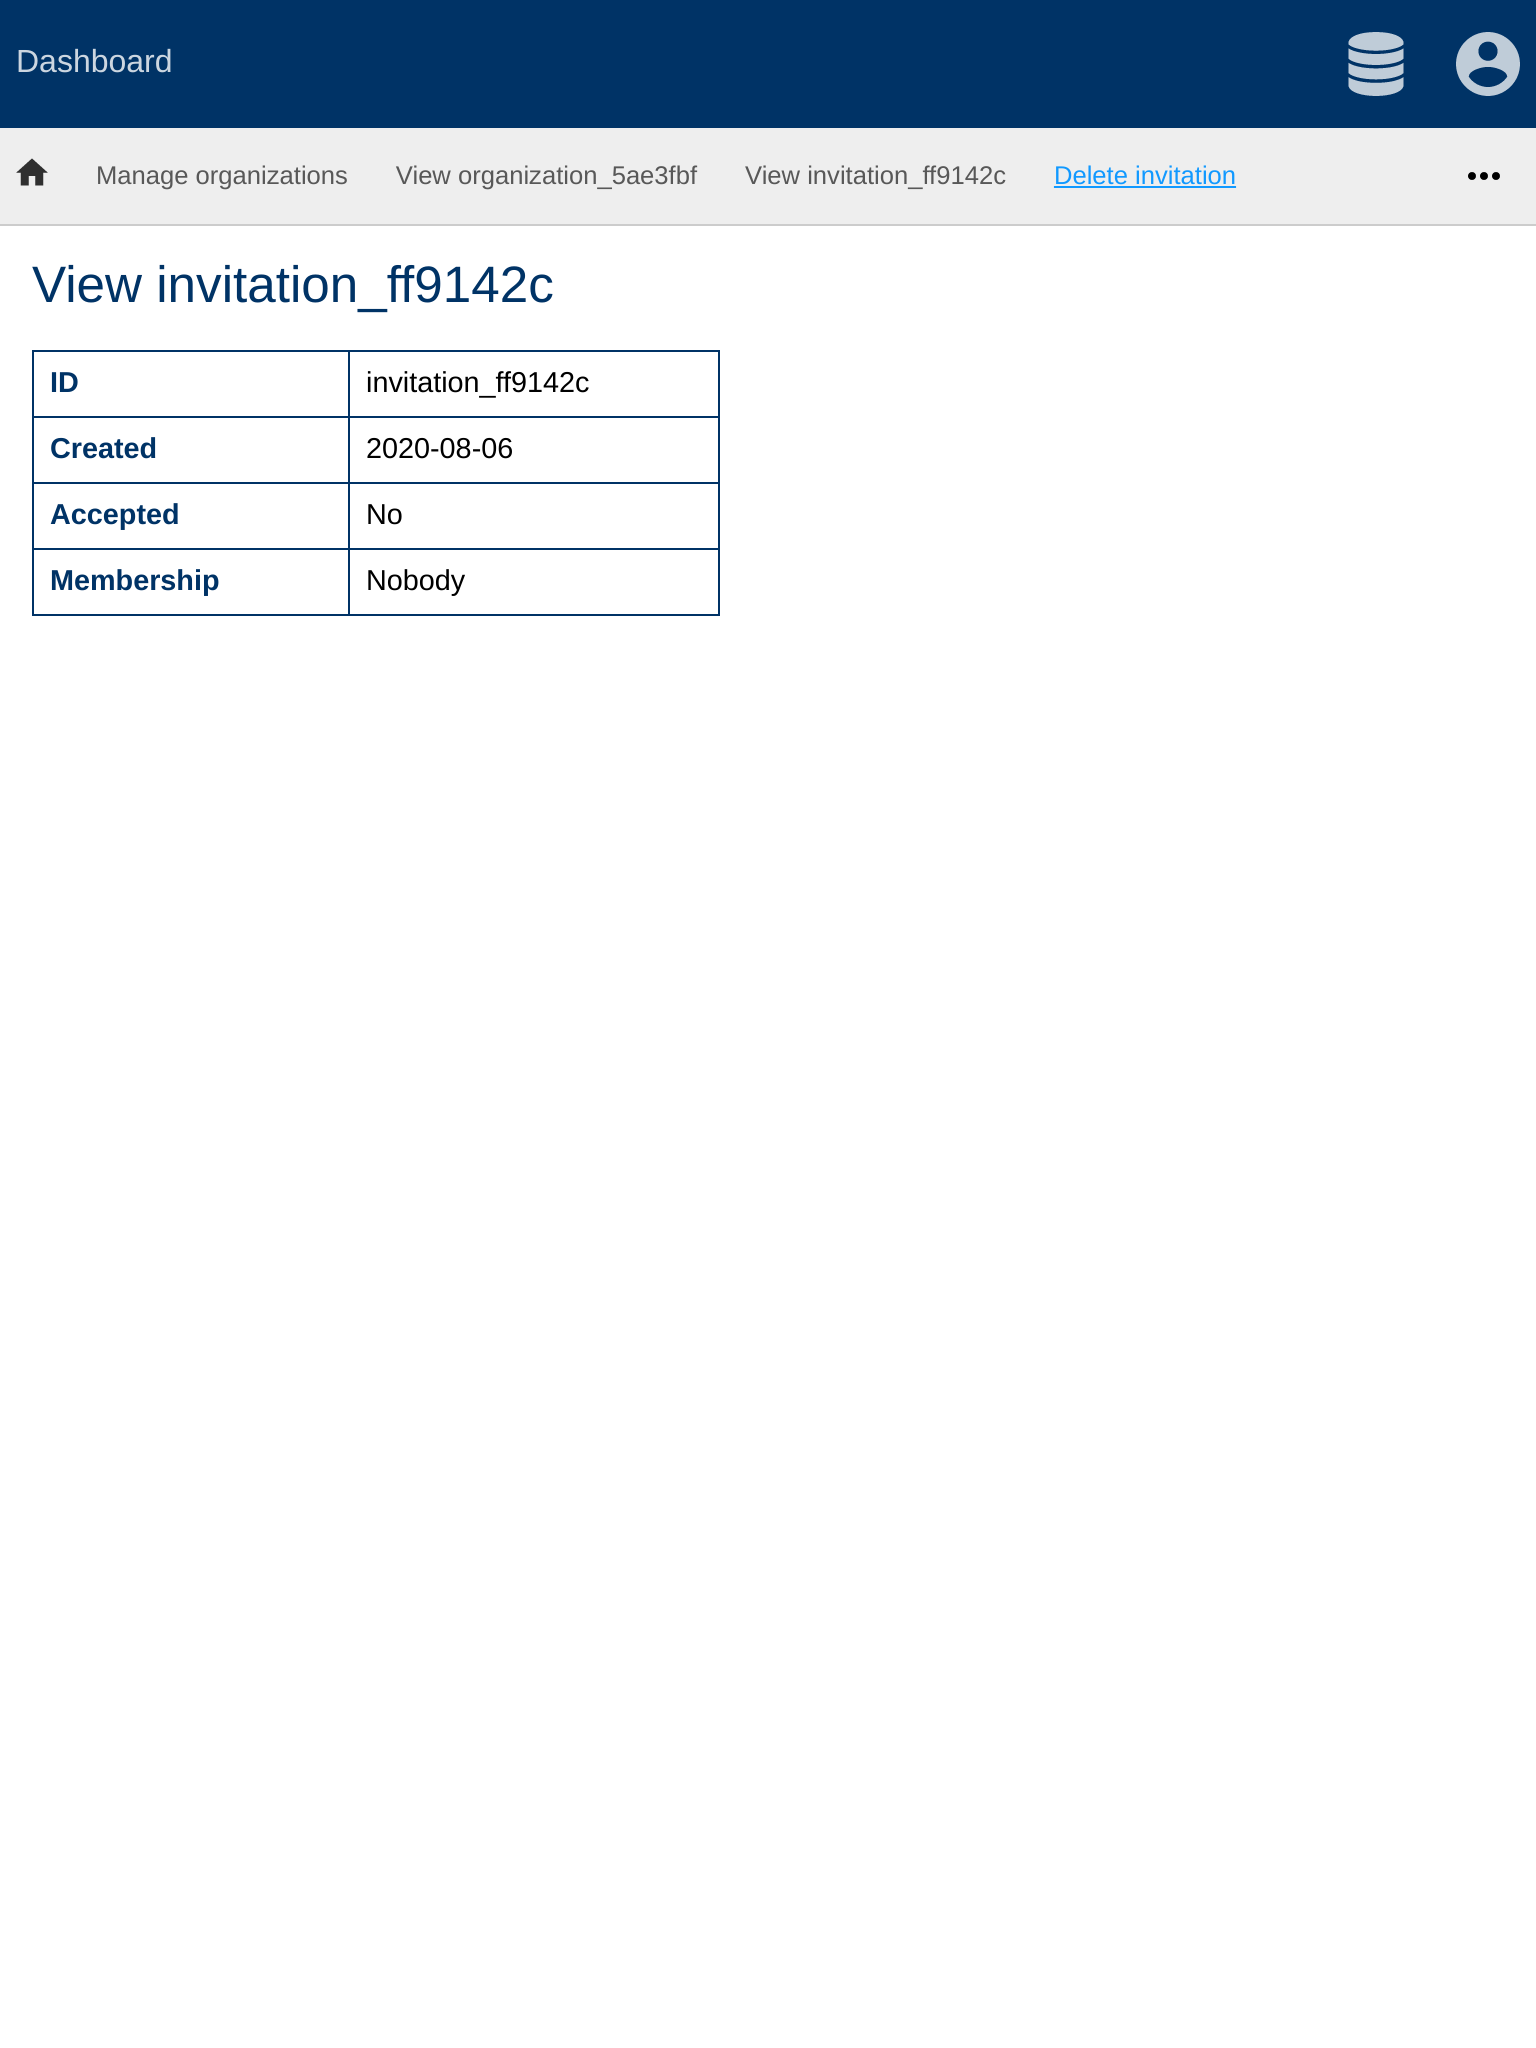 Dashboard
Manage organizations View organization_5ae3fbf View invitation_ff9142c Delete invitation
View invitation_ff9142c
ID invitation_ff9142c
Created 2020-08-06
Accepted No
Membership Nobody